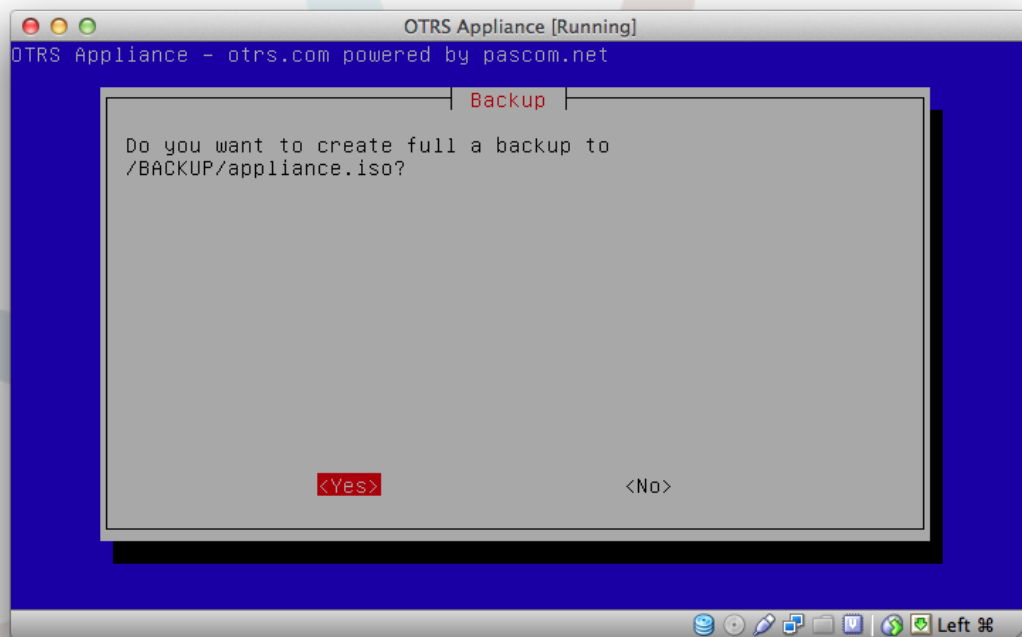 OTRS Appliance [Running]
OTRS Appliance - otrs.com powered by pascom.net
Backup
Do you want to create full a backup to
/BACKUP/appliance.iso?
<Yes> <No>
Left ⌘